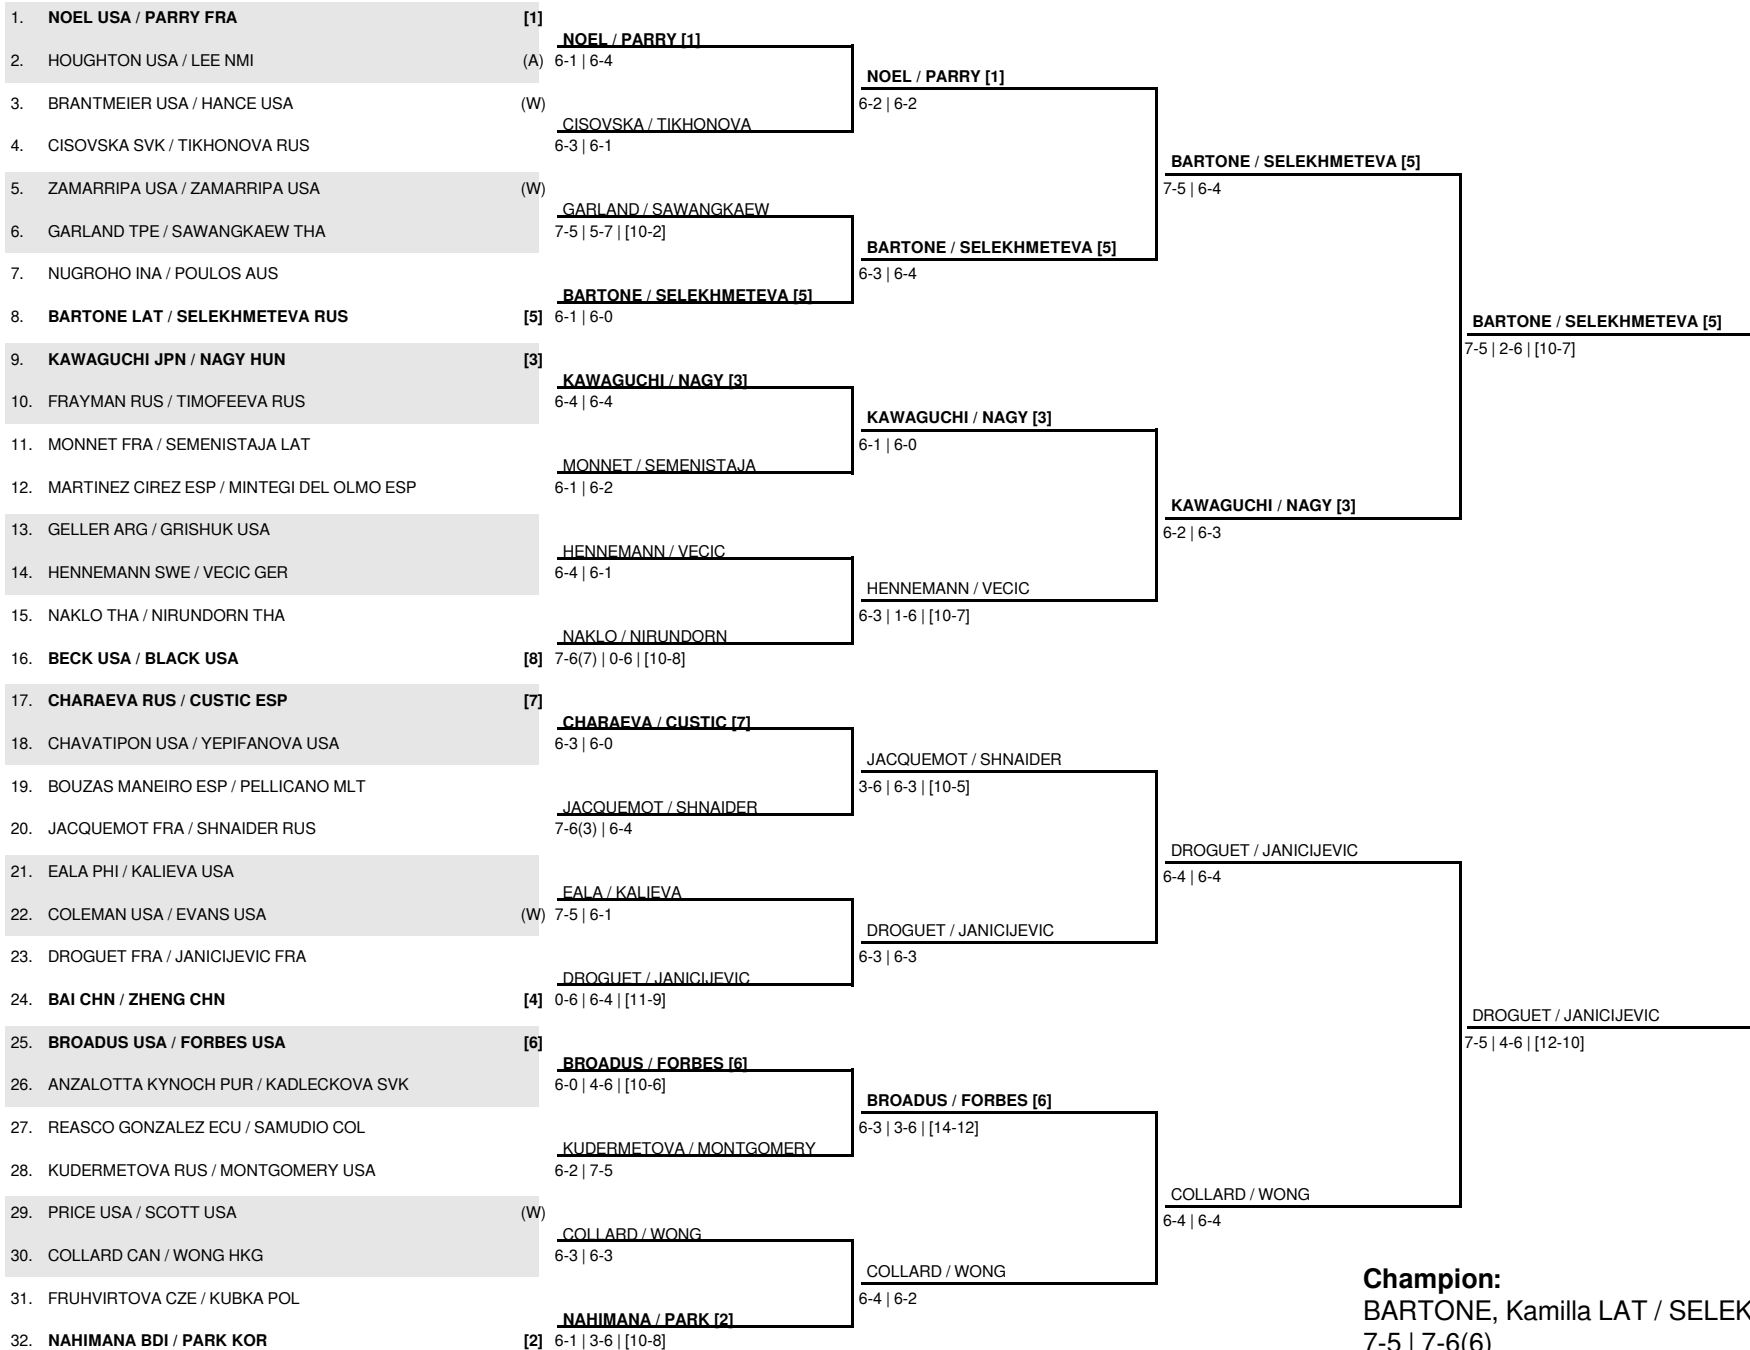 1. NOEL USA / PARRY FRA [1]
2. HOUGHTON USA / LEE NMI (A)
3. BRANTMEIER USA / HANCE USA (W)
4. CISOVSKA SVK / TIKHONOVA RUS
5. ZAMARRIPA USA / ZAMARRIPA USA (W)
6. GARLAND TPE / SAWANGKAEW THA
7. NUGROHO INA / POULOS AUS
8. BARTONE LAT / SELEKHMETEVA RUS [5]
9. KAWAGUCHI JPN / NAGY HUN [3]
10. FRAYMAN RUS / TIMOFEEVA RUS
11. MONNET FRA / SEMENISTAJA LAT
12. MARTINEZ CIREZ ESP / MINTEGI DEL OLMO ESP
13. GELLER ARG / GRISHUK USA
14. HENNEMANN SWE / VECIC GER
15. NAKLO THA / NIRUNDORN THA
16. BECK USA / BLACK USA [8]
17. CHARAEVA RUS / CUSTIC ESP [7]
18. CHAVATIPON USA / YEPIFANOVA USA
19. BOUZAS MANEIRO ESP / PELLICANO MLT
20. JACQUEMOT FRA / SHNAIDER RUS
21. EALA PHI / KALIEVA USA
22. COLEMAN USA / EVANS USA (W)
23. DROGUET FRA / JANICIJEVIC FRA
24. BAI CHN / ZHENG CHN [4]
25. BROADUS USA / FORBES USA [6]
26. ANZALOTTA KYNOCH PUR / KADLECKOVA SVK
27. REASCO GONZALEZ ECU / SAMUDIO COL
28. KUDERMETOVA RUS / MONTGOMERY USA
29. PRICE USA / SCOTT USA (W)
30. COLLARD CAN / WONG HKG
31. FRUHVIRTOVA CZE / KUBKA POL
32. NAHIMANA BDI / PARK KOR [2]
NOEL / PARRY [1]
6-1 | 6-4
CISOVSKA / TIKHONOVA
6-3 | 6-1
GARLAND / SAWANGKAEW
7-5 | 5-7 | [10-2]
BARTONE / SELEKHMETEVA [5]
6-1 | 6-0
KAWAGUCHI / NAGY [3]
6-4 | 6-4
MONNET / SEMENISTAJA
6-1 | 6-2
HENNEMANN / VECIC
6-4 | 6-1
NAKLO / NIRUNDORN
7-6(7) | 0-6 | [10-8]
CHARAEVA / CUSTIC [7]
6-3 | 6-0
JACQUEMOT / SHNAIDER
7-6(3) | 6-4
EALA / KALIEVA
7-5 | 6-1
DROGUET / JANICIJEVIC
0-6 | 6-4 | [11-9]
BROADUS / FORBES [6]
6-0 | 4-6 | [10-6]
KUDERMETOVA / MONTGOMERY
6-2 | 7-5
COLLARD / WONG
6-3 | 6-3
NAHIMANA / PARK [2]
6-1 | 3-6 | [10-8]
NOEL / PARRY [1]
6-2 | 6-2
BARTONE / SELEKHMETEVA [5]
6-3 | 6-4
KAWAGUCHI / NAGY [3]
6-1 | 6-0
HENNEMANN / VECIC
6-3 | 1-6 | [10-7]
JACQUEMOT / SHNAIDER
3-6 | 6-3 | [10-5]
DROGUET / JANICIJEVIC
6-3 | 6-3
BROADUS / FORBES [6]
6-3 | 3-6 | [14-12]
COLLARD / WONG
6-4 | 6-2
BARTONE / SELEKHMETEVA [5]
7-5 | 6-4
KAWAGUCHI / NAGY [3]
6-2 | 6-3
DROGUET / JANICIJEVIC
6-4 | 6-4
COLLARD / WONG
6-4 | 6-4
BARTONE / SELEKHMETEVA [5]
7-5 | 2-6 | [10-7]
DROGUET / JANICIJEVIC
7-5 | 4-6 | [12-10]
Champion:
BARTONE, Kamilla LAT / SELEK
7-5 | 7-6(6)